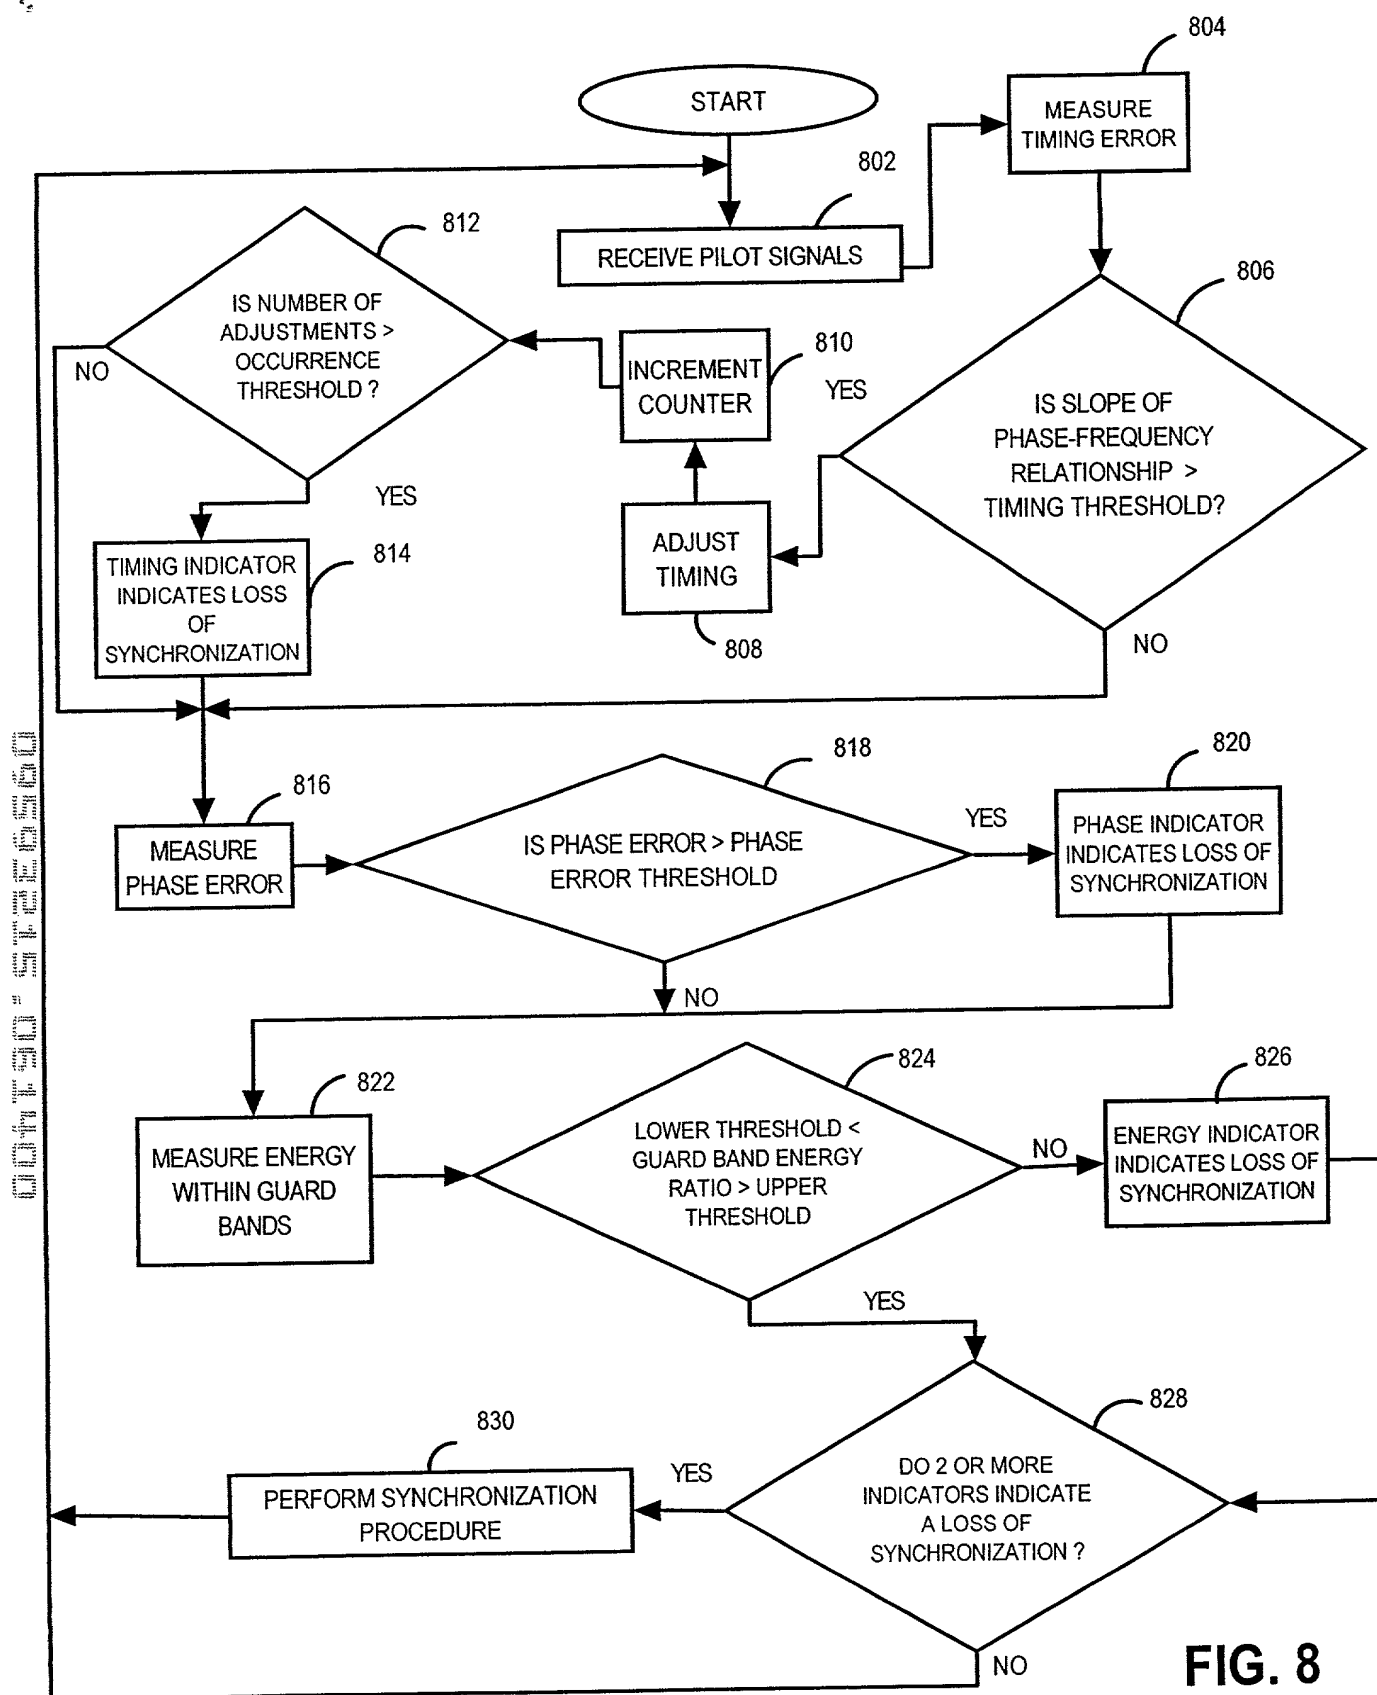 804
START
MEASURE
TIMING ERROR
802
RECEIVE PILOT SIGNALS
812
806
IS NUMBER OF
ADJUSTMENTS >
OCCURRENCE
THRESHOLD ?
NO
810
INCREMENT
COUNTER
YES
IS SLOPE OF
PHASE-FREQUENCY
RELATIONSHIP >
TIMING THRESHOLD?
YES
814
TIMING INDICATOR
INDICATES LOSS
OF
SYNCHRONIZATION
ADJUST
TIMING
808
NO
816
MEASURE
PHASE ERROR
818
IS PHASE ERROR > PHASE
ERROR THRESHOLD
YES
820
PHASE INDICATOR
INDICATES LOSS OF
SYNCHRONIZATION
NO
822
MEASURE ENERGY
WITHIN GUARD
BANDS
824
LOWER THRESHOLD <
GUARD BAND ENERGY
RATIO > UPPER
THRESHOLD
NO
826
ENERGY INDICATOR
INDICATES LOSS OF
SYNCHRONIZATION
YES
828
DO 2 OR MORE
INDICATORS INDICATE
A LOSS OF
SYNCHRONIZATION ?
YES
830
PERFORM SYNCHRONIZATION
PROCEDURE
NO
FIG. 8
09593215.051400